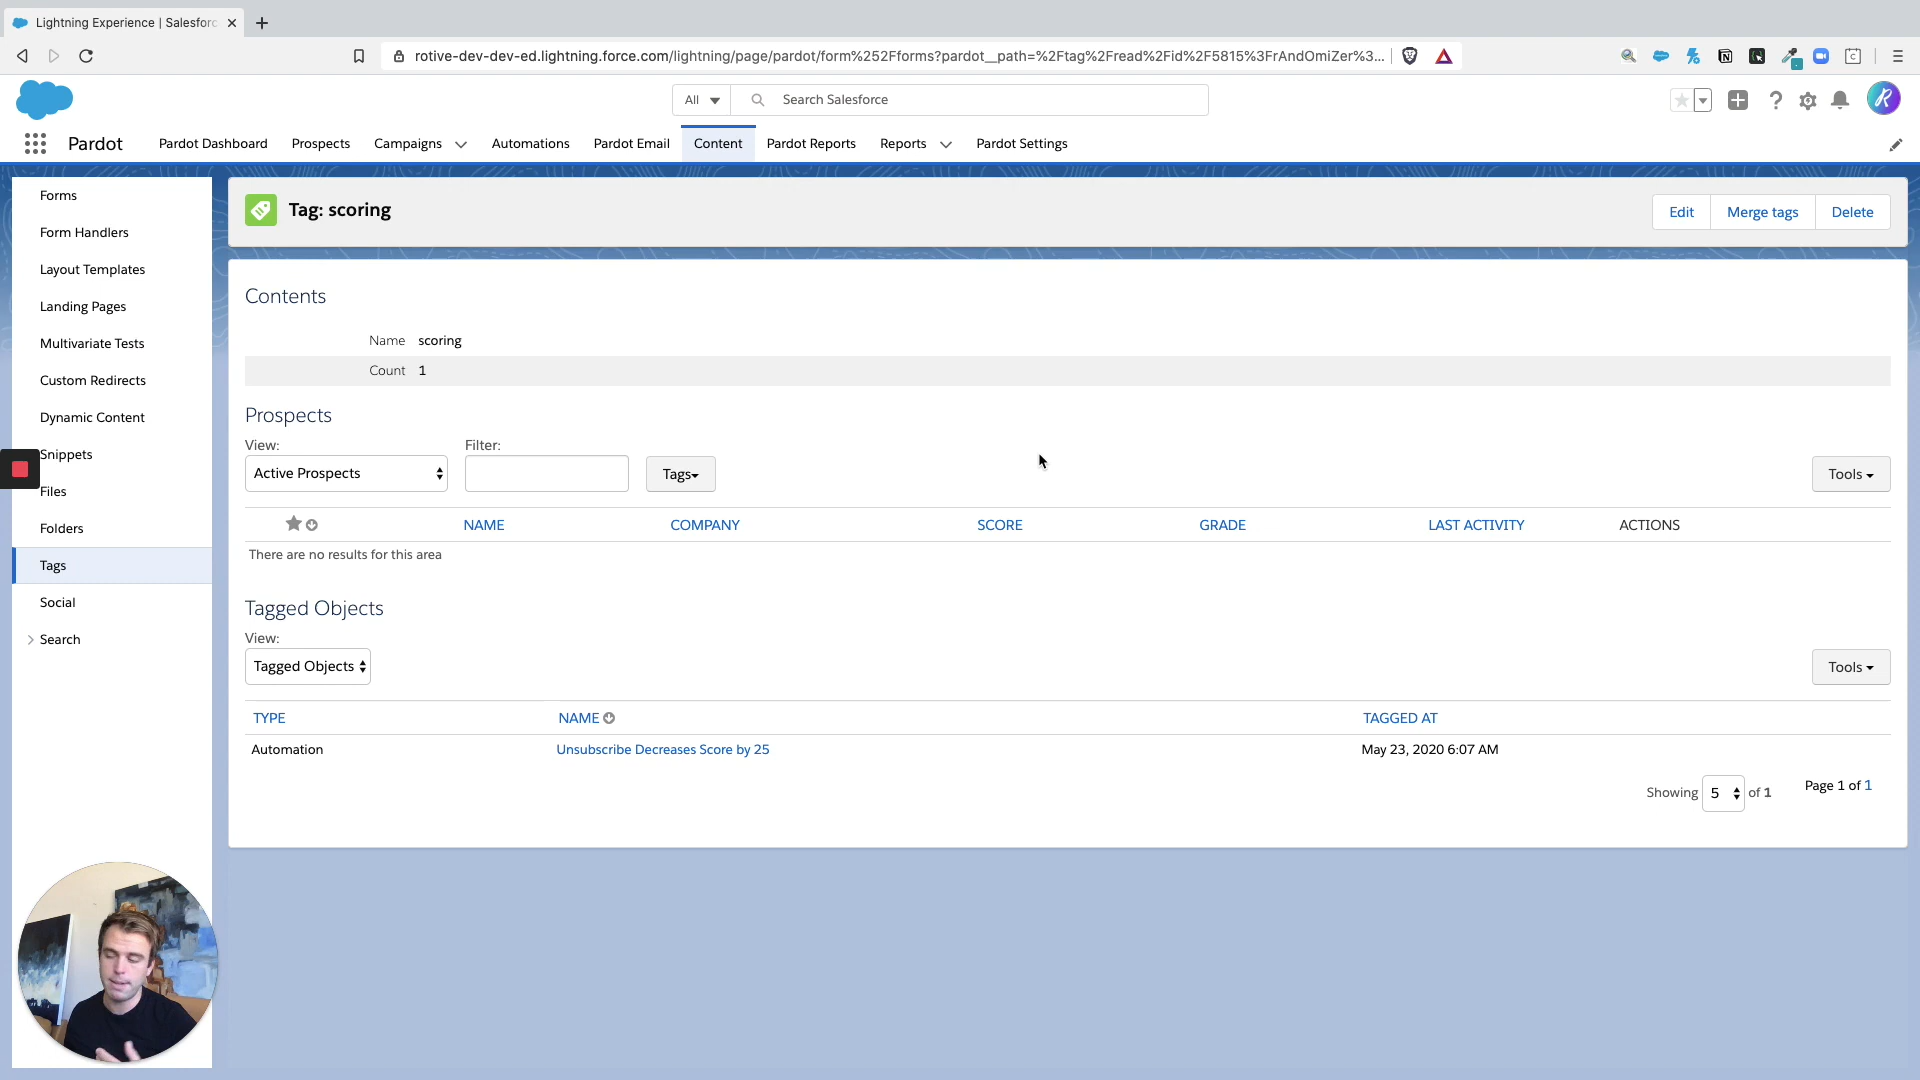 Lightning Experience | Salesforc
rotive-dev-dev-ed.lightning.force.com/lightning/page/pardot/form%252Fforms?pardot__path=%2Ftag%2Fread%2Fid%2F5815%3FrAndOmiZer%3...
All
Search Salesforce
Pardot
Pardot Dashboard
Prospects
Campaigns
Automations
Pardot Email
Content
Pardot Reports
Reports
Pardot Settings
Forms
Form Handlers
Layout Templates
Landing Pages
Multivariate Tests
Custom Redirects
Dynamic Content
Snippets
Files
Folders
Tags
Social
Search
Tag: scoring
Edit
Merge tags
Delete
Contents
Name scoring
Count 1
Prospects
View:
Filter:
Active Prospects
Tags
Tools
NAME
COMPANY
SCORE
GRADE
LAST ACTIVITY
ACTIONS
There are no results for this area
Tagged Objects
View:
Tagged Objects
Tools
TYPE
NAME
TAGGED AT
Automation
Unsubscribe Decreases Score by 25
May 23, 2020 6:07 AM
Showing 5 of 1
Page 1 of 1